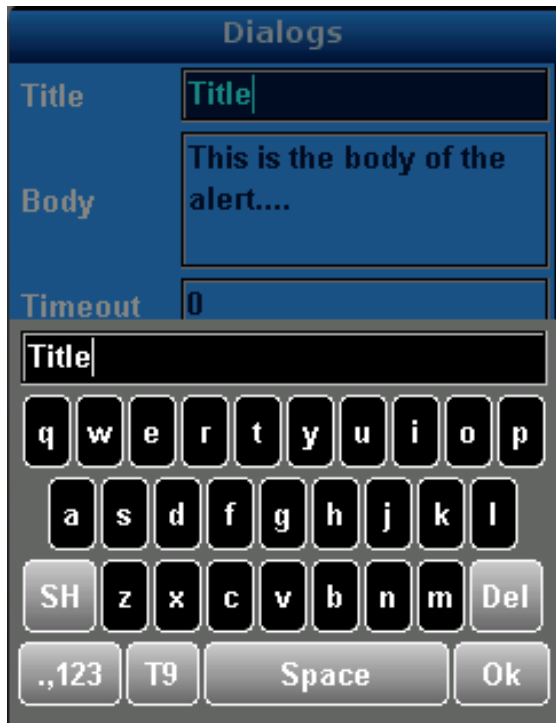 Dialogs
Title Title
Body This is the body of the
alert....
Timeout 0
Title
q w e r t y u i o p
a s d f g h j k l
SH z x c v b n m Del
.,123 T9 Space Ok